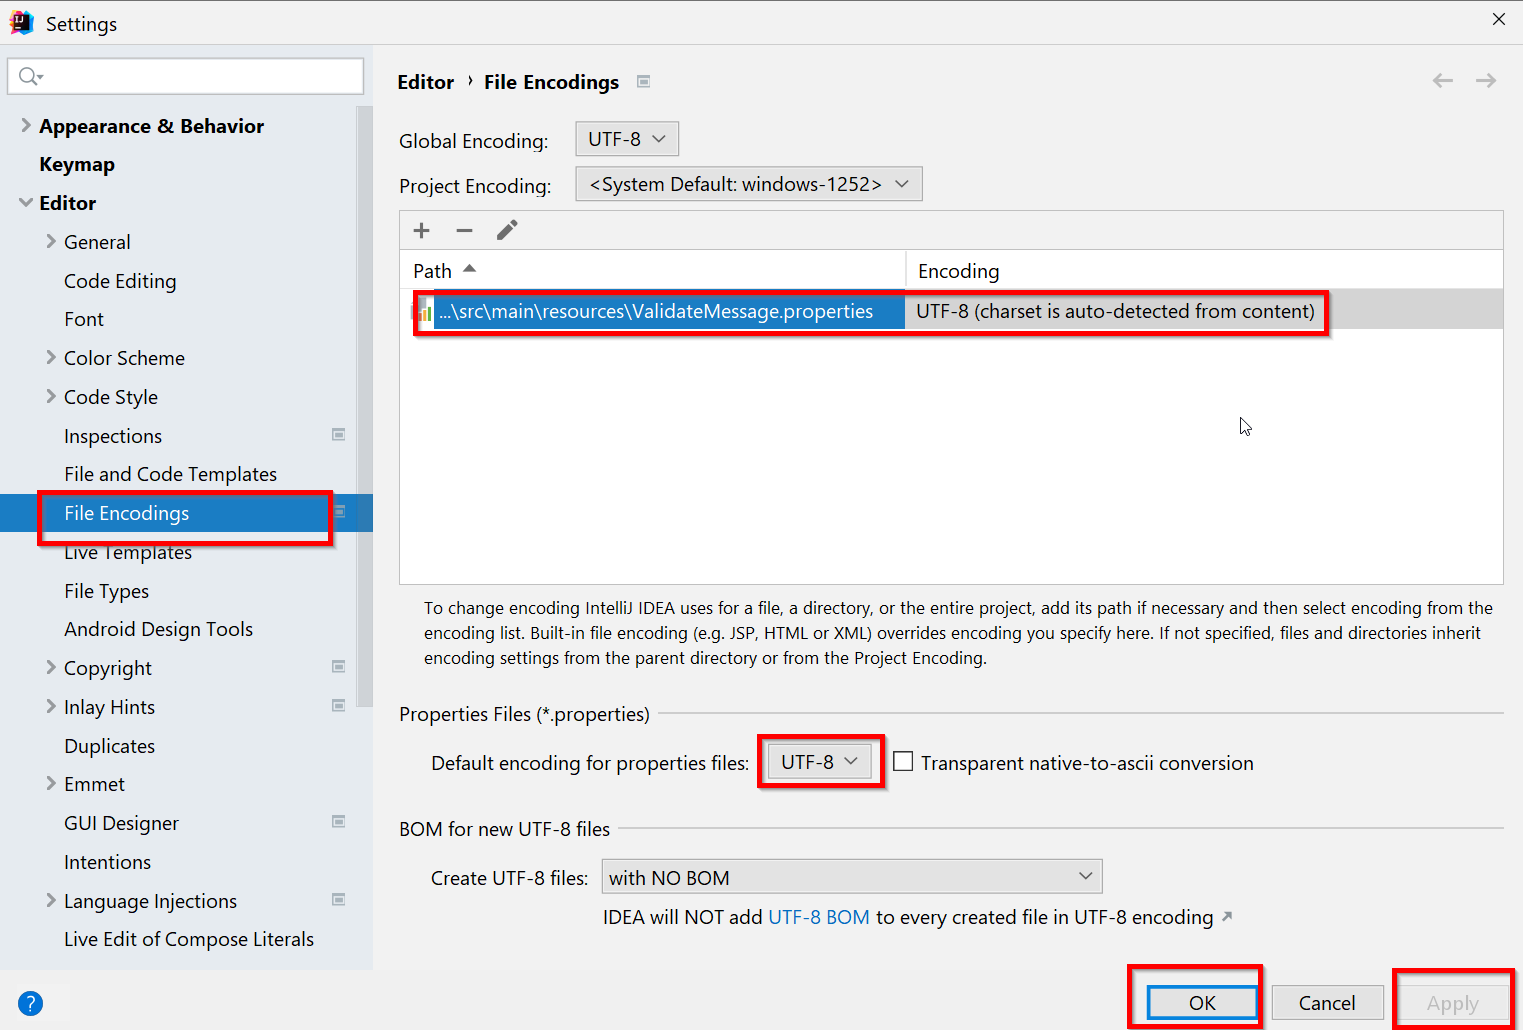 Settings
Editor › File Encodings
Appearance & Behavior
Keymap
Editor
General
Code Editing
Font
Color Scheme
Code Style
Inspections
File and Code Templates
File Encodings
Live Templates
File Types
Android Design Tools
Copyright
Inlay Hints
Duplicates
Emmet
GUI Designer
Intentions
Language Injections
Live Edit of Compose Literals
Global Encoding: UTF-8
Project Encoding: <System Default: windows-1252>
Path Encoding
...\src\main\resources\ValidateMessage.properties UTF-8 (charset is auto-detected from content)
To change encoding IntelliJ IDEA uses for a file, a directory, or the entire project, add its path if necessary and then select encoding from the
encoding list. Built-in file encoding (e.g. JSP, HTML or XML) overrides encoding you specify here. If not specified, files and directories inherit
encoding settings from the parent directory or from the Project Encoding.
Properties Files (*.properties)
Default encoding for properties files: UTF-8 Transparent native-to-ascii conversion
BOM for new UTF-8 files
Create UTF-8 files: with NO BOM
IDEA will NOT add UTF-8 BOM to every created file in UTF-8 encoding ↗
? OK Cancel Apply